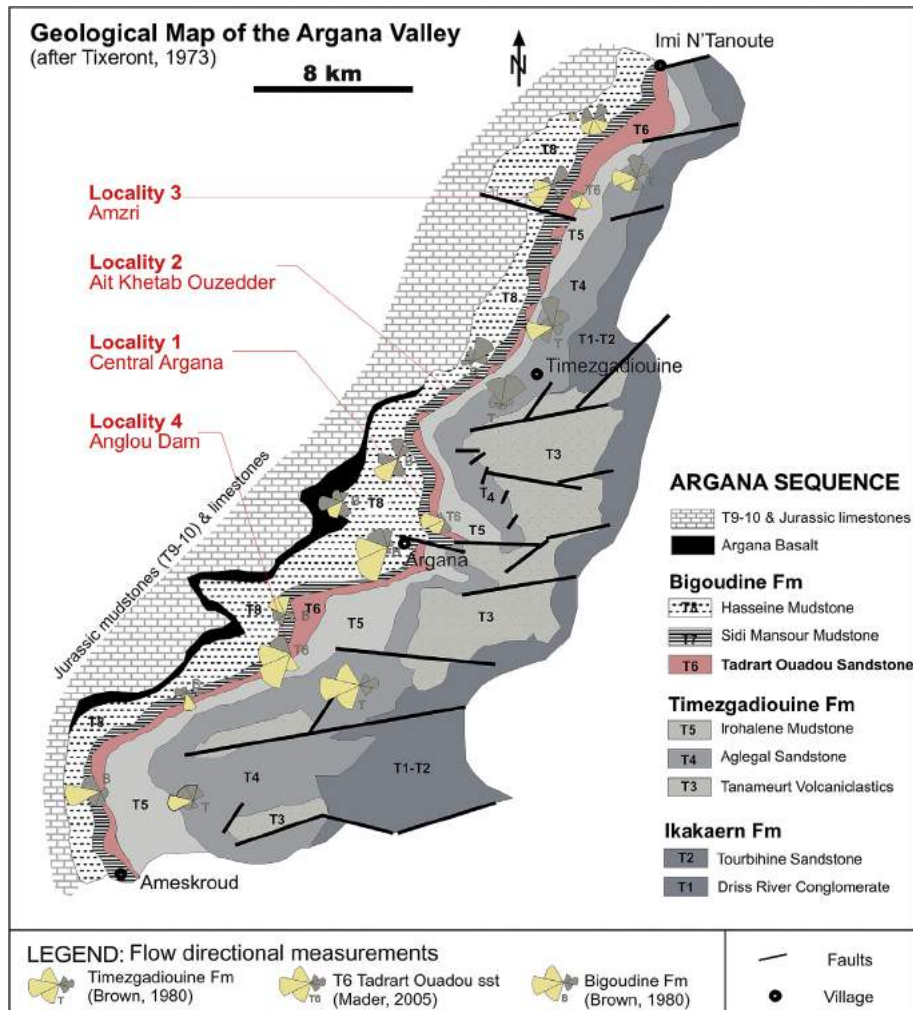 Geological Map of the Argana Valley
(after Tixeront, 1973)
8 km
N
Imi N'Tanoute
Locality 3
Amzri
Locality 2
Ait Khetab Ouzedder
Locality 1
Central Argana
Locality 4
Anglou Dam
Jurassic mudstones (T9-10) & limestones
B
T8
T6
T
T6
T5
T4
T8
T
T1-T2
B
Timezgadiouine
T
T3
T4
B
B
T8
T6
T5
B
Argana
T3
T8
T6
B
T5
T6
B
T
T8
B
T4
T1-T2
T5
T
T3
Ameskroud
ARGANA SEQUENCE
T9-10 & Jurassic limestones
Argana Basalt
Bigoudine Fm
T8 Hasseine Mudstone
T7 Sidi Mansour Mudstone
T6 Tadrart Ouadou Sandstone
Timezgadiouine Fm
T5 Irohalene Mudstone
T4 Aglegal Sandstone
T3 Tanameurt Volcaniclastics
Ikakaern Fm
T2 Tourbihine Sandstone
T1 Driss River Conglomerate
LEGEND: Flow directional measurements
T Timezgadiouine Fm
(Brown, 1980)
T6 T6 Tadrart Ouadou sst
(Mader, 2005)
B Bigoudine Fm
(Brown, 1980)
Faults
Village